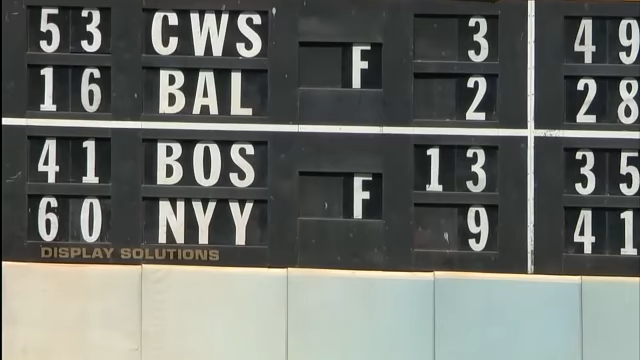 53 CWS 3 49
F
16 BAL 2 28
41 BOS 13 35
F
60 NYY 9 41
DISPLAY SOLUTIONS